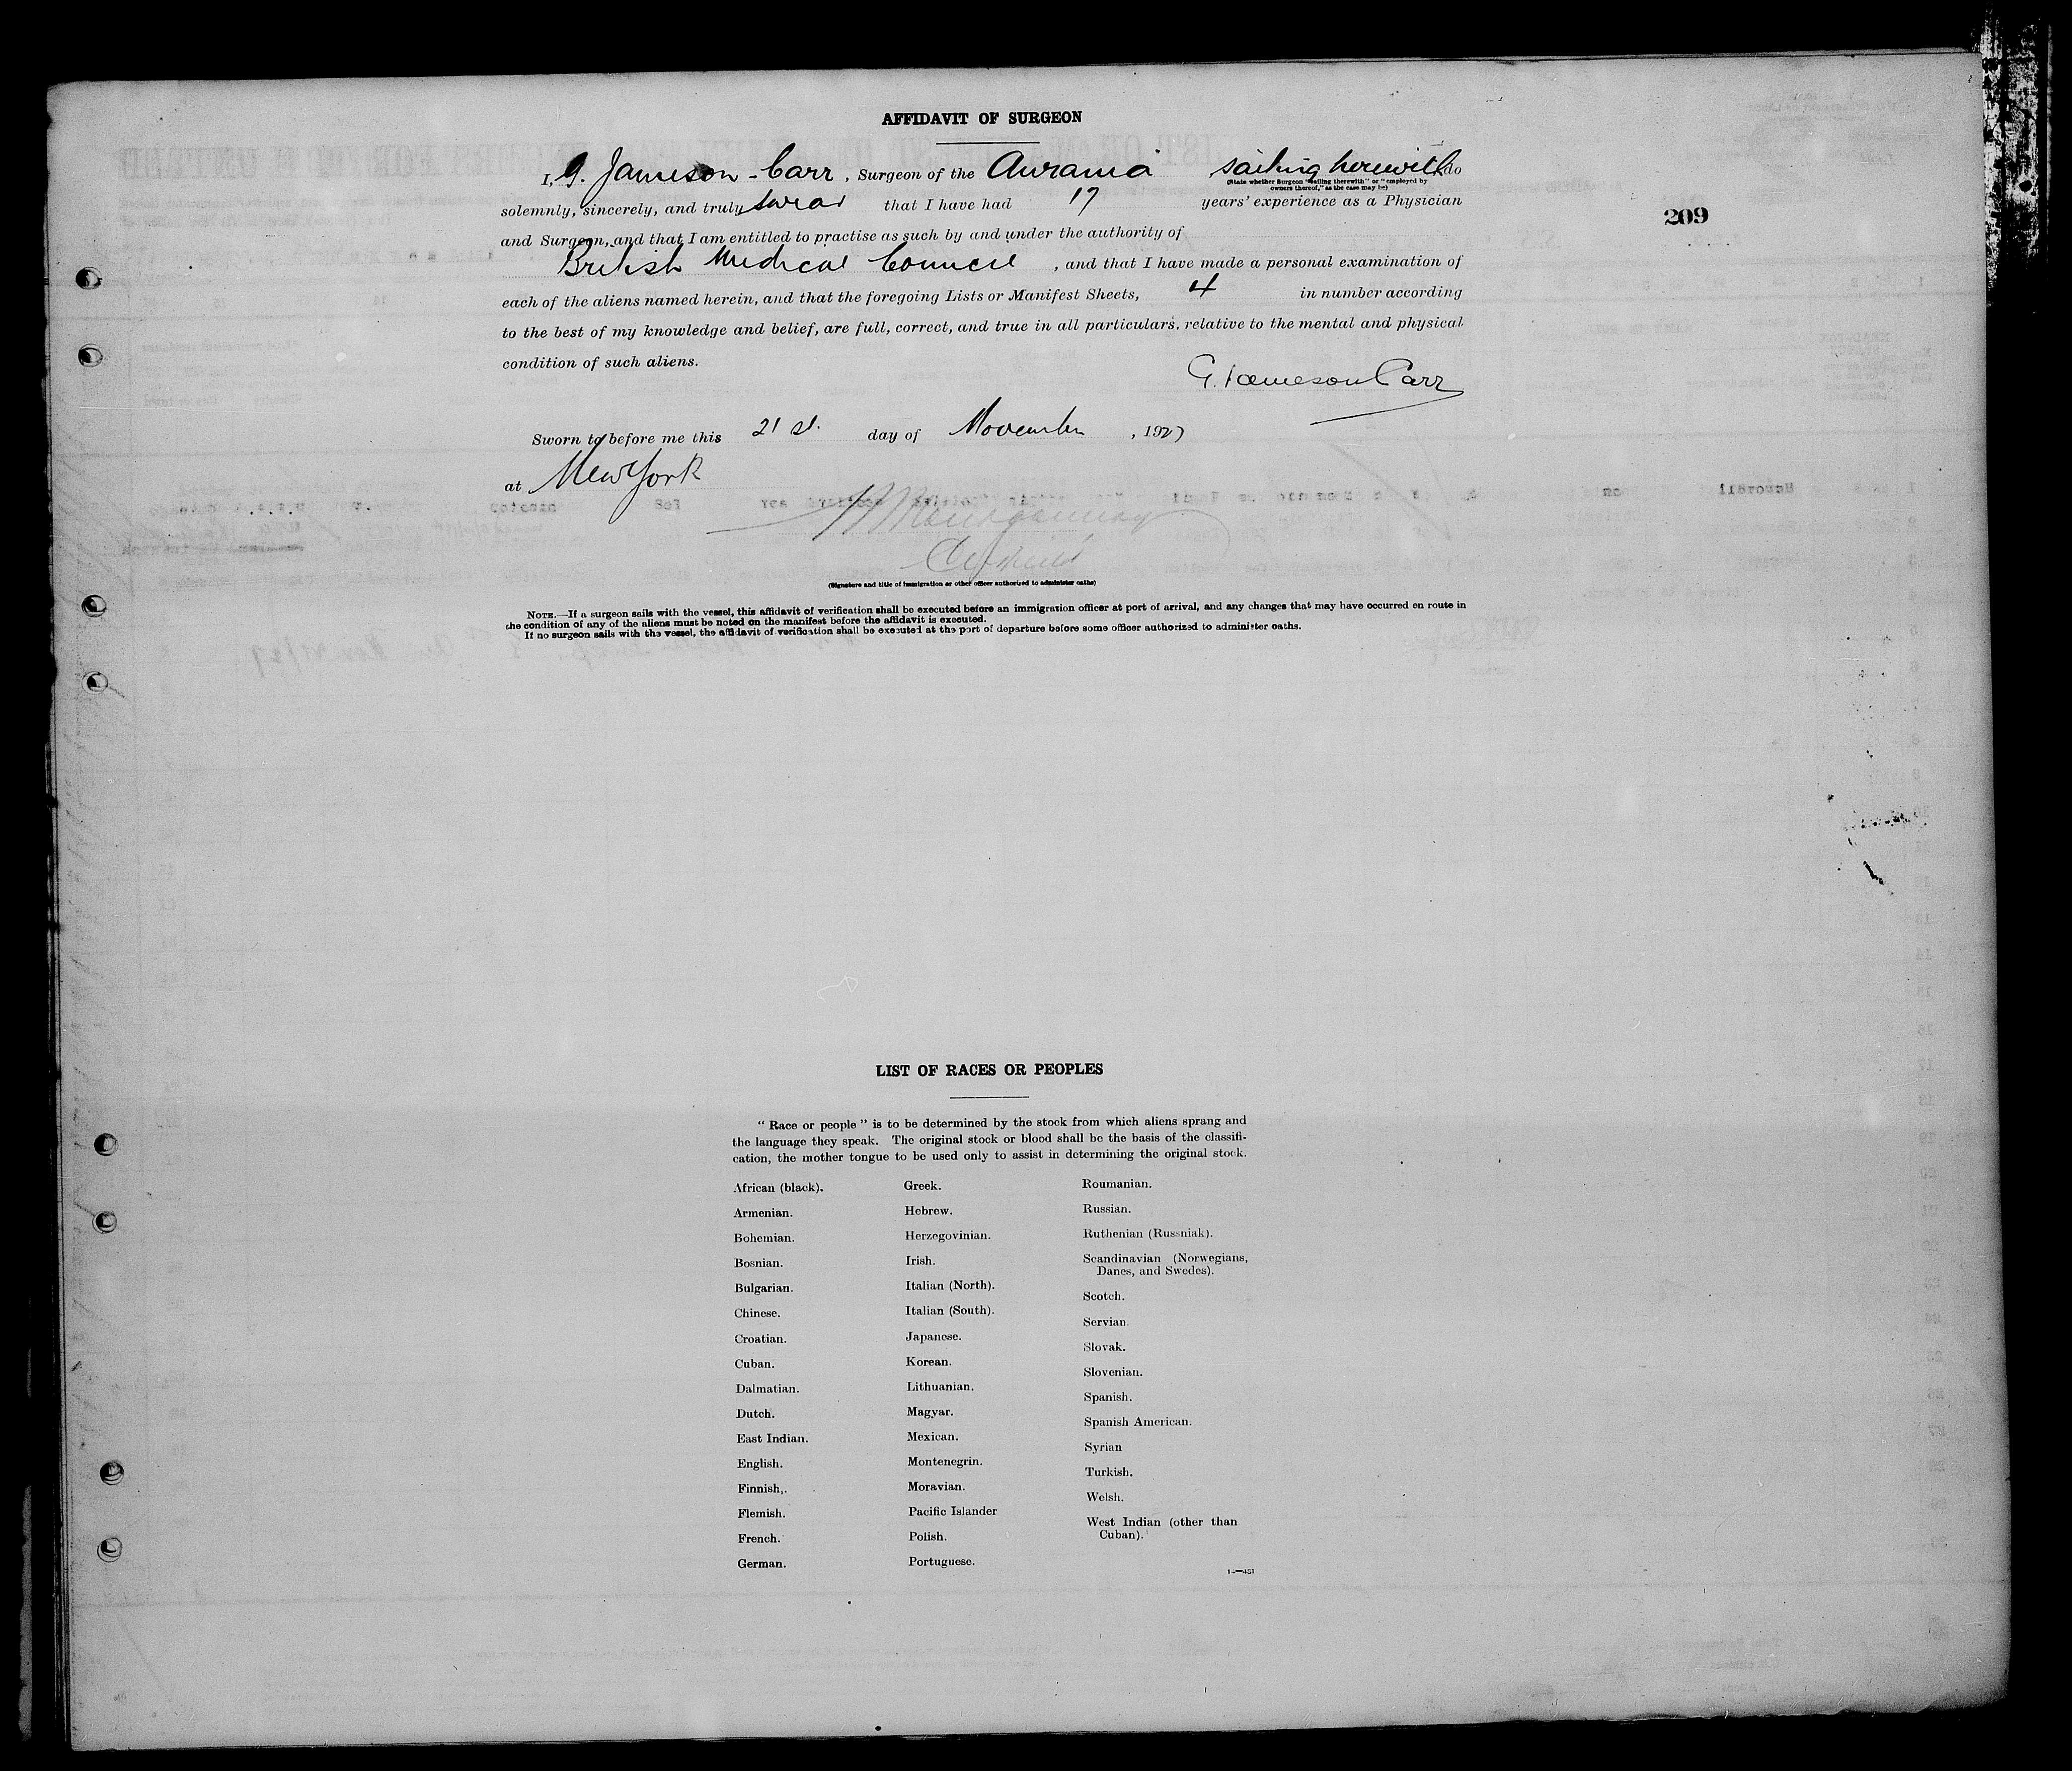 AFFIDAVIT OF SURGEON
I, G. Jameson-Carr, Surgeon of the Aurania sailing herewith do
(State whether Surgeon "sailing therewith" or "employed by
owners thereof," as the case may be)
solemnly, sincerely, and truly swear that I have had 17 years' experience as a Physician
209
and Surgeon, and that I am entitled to practise as such by and under the authority of
British Medical Council, and that I have made a personal examination of
each of the aliens named herein, and that the foregoing Lists or Manifest Sheets, 4 in number according
to the best of my knowledge and belief, are full, correct, and true in all particulars. relative to the mental and physical
condition of such aliens.
G. Jameson Carr
Sworn to before me this 21st. day of November, 1927
at New York
Montgomery
(Signature and title of immigration or other officer authorized to administer oaths)
NOTE.—If a surgeon sails with the vessel, this affidavit of verification shall be executed before an immigration officer at port of arrival, and any changes that may have occurred en route in
the condition of any of the aliens must be noted on the manifest before the affidavit is executed.
If no surgeon sails with the vessel, the affidavit of verification shall be executed at the port of departure before some officer authorized to administer oaths.
LIST OF RACES OR PEOPLES
" Race or people " is to be determined by the stock from which aliens sprang and
the language they speak. The original stock or blood shall be the basis of the classifi-
cation, the mother tongue to be used only to assist in determining the original stock.
African (black).
Armenian.
Bohemian.
Bosnian.
Bulgarian.
Chinese.
Croatian.
Cuban.
Dalmatian.
Dutch.
East Indian.
English.
Finnish,.
Flemish.
French.
German.
Greek.
Hebrew.
Herzegovinian.
Irish.
Italian (North).
Italian (South).
Japanese.
Korean.
Lithuanian.
Magyar.
Mexican.
Montenegrin.
Moravian.
Pacific Islander
Polish.
Portuguese.
Roumanian.
Russian.
Ruthenian (Russniak).
Scandinavian (Norwegians,
Danes, and Swedes).
Scotch.
Servian
Slovak.
Slovenian.
Spanish.
Spanish American.
Syrian
Turkish.
Welsh.
West Indian (other than
Cuban).